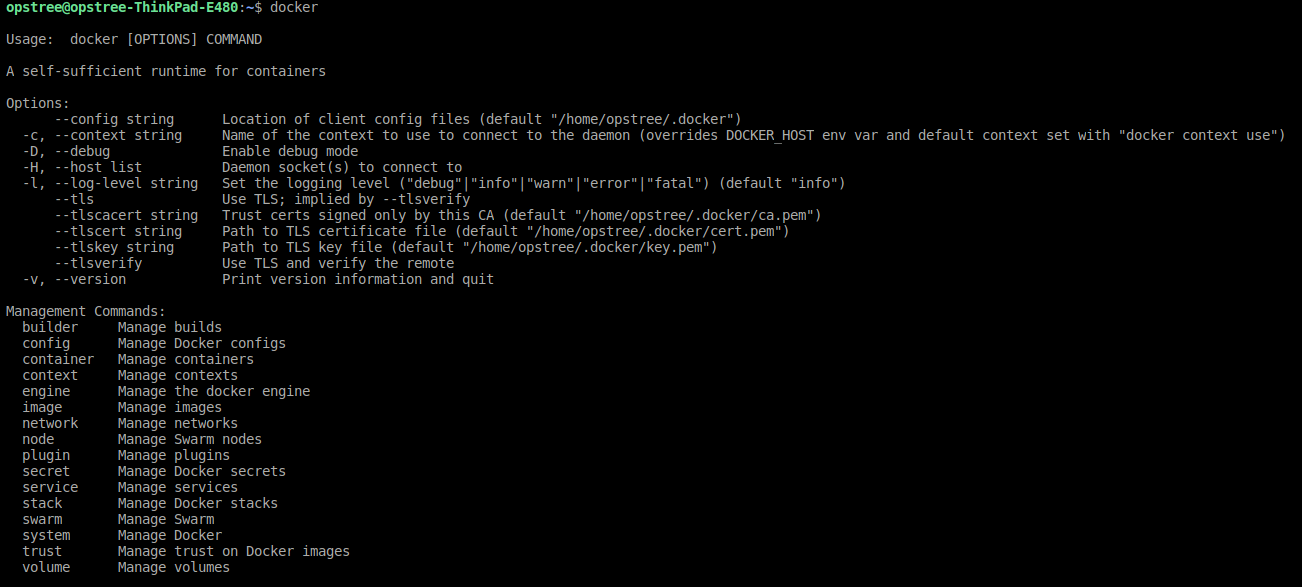 opstree@opstree-ThinkPad-E480:~$ docker
Usage:  docker [OPTIONS] COMMAND
A self-sufficient runtime for containers
Options:
      --config string      Location of client config files (default "/home/opstree/.docker")
  -c, --context string     Name of the context to use to connect to the daemon (overrides DOCKER_HOST env var and default context set with "docker context use")
  -D, --debug              Enable debug mode
  -H, --host list          Daemon socket(s) to connect to
  -l, --log-level string   Set the logging level ("debug"|"info"|"warn"|"error"|"fatal") (default "info")
      --tls                Use TLS; implied by --tlsverify
      --tlscacert string   Trust certs signed only by this CA (default "/home/opstree/.docker/ca.pem")
      --tlscert string     Path to TLS certificate file (default "/home/opstree/.docker/cert.pem")
      --tlskey string      Path to TLS key file (default "/home/opstree/.docker/key.pem")
      --tlsverify          Use TLS and verify the remote
  -v, --version            Print version information and quit
Management Commands:
  builder     Manage builds
  config      Manage Docker configs
  container   Manage containers
  context     Manage contexts
  engine      Manage the docker engine
  image       Manage images
  network     Manage networks
  node        Manage Swarm nodes
  plugin      Manage plugins
  secret      Manage Docker secrets
  service     Manage services
  stack       Manage Docker stacks
  swarm       Manage Swarm
  system      Manage Docker
  trust       Manage trust on Docker images
  volume      Manage volumes